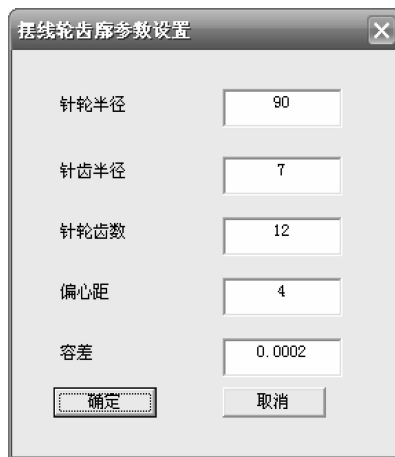 摆线轮齿廓参数设置
针轮半径 90
针齿半径 7
针轮齿数 12
偏心距 4
容差 0.0002
确定 取消